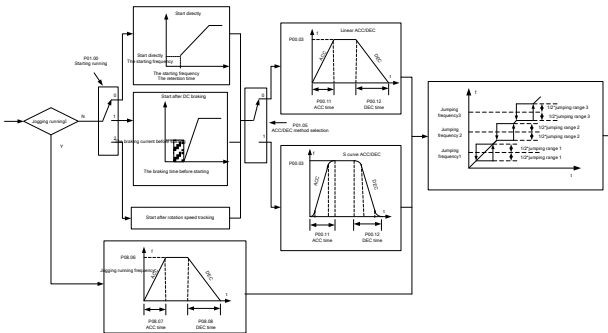 P01.00
Starting running
Jogging running?
N
Y
0
1
2
Start directly
f
Start directly
The starting frequency
t
The starting frequency
The retention time
Start after DC braking
The braking time before starting
Start after rotation speed tracking
0
1
P01.05
ACC/DEC method selection
Linear ACC/DEC
P00.03
f
ACC
DEC
t
P00.11
ACC time
P00.12
DEC time
S curve ACC/DEC
P00.03
f
ACC
DEC
t
P00.11
ACC time
P00.12
DEC time
P08.06
f
Jogging running frequency
ACC
DEC
t
P08.07
ACC time
P08.08
DEC time
f
Jumping
frequency3
1/2*jumping range 3
1/2*jumping range 3
Jumping
frequency 2
1/2*jumping range 2
1/2*jumping range 2
Jumping
frequency1
1/2*jumping range 1
1/2*jumping range 1
T